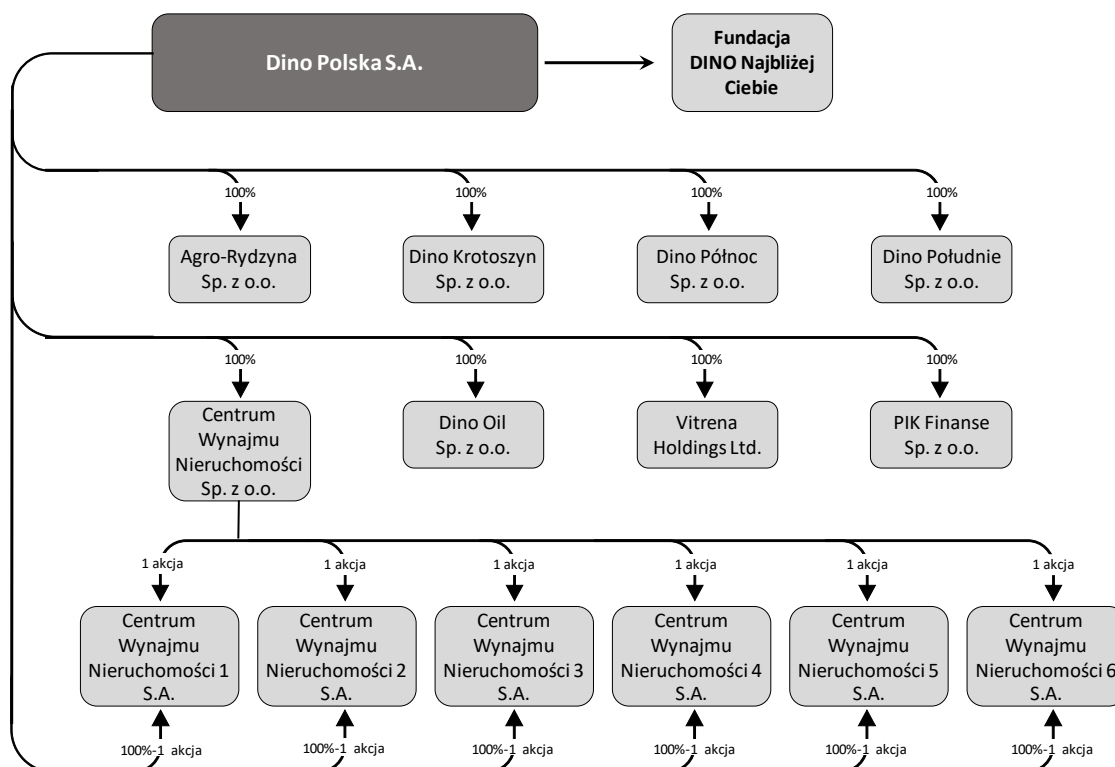 Dino Polska S.A.
Fundacja
DINO Najbliżej
Ciebie
100%
100%
100%
100%
Agro-Rydzyna
Sp. z o.o.
Dino Krotoszyn
Sp. z o.o.
Dino Północ
Sp. z o.o.
Dino Południe
Sp. z o.o.
100%
100%
100%
100%
Centrum
Wynajmu
Nieruchomości
Sp. z o.o.
Dino Oil
Sp. z o.o.
Vitrena
Holdings Ltd.
PIK Finanse
Sp. z o.o.
1 akcja
1 akcja
1 akcja
1 akcja
1 akcja
1 akcja
Centrum
Wynajmu
Nieruchomości 1
S.A.
Centrum
Wynajmu
Nieruchomości 2
S.A.
Centrum
Wynajmu
Nieruchomości 3
S.A.
Centrum
Wynajmu
Nieruchomości 4
S.A.
Centrum
Wynajmu
Nieruchomości 5
S.A.
Centrum
Wynajmu
Nieruchomości 6
S.A.
100%-1 akcja
100%-1 akcja
100%-1 akcja
100%-1 akcja
100%-1 akcja
100%-1 akcja